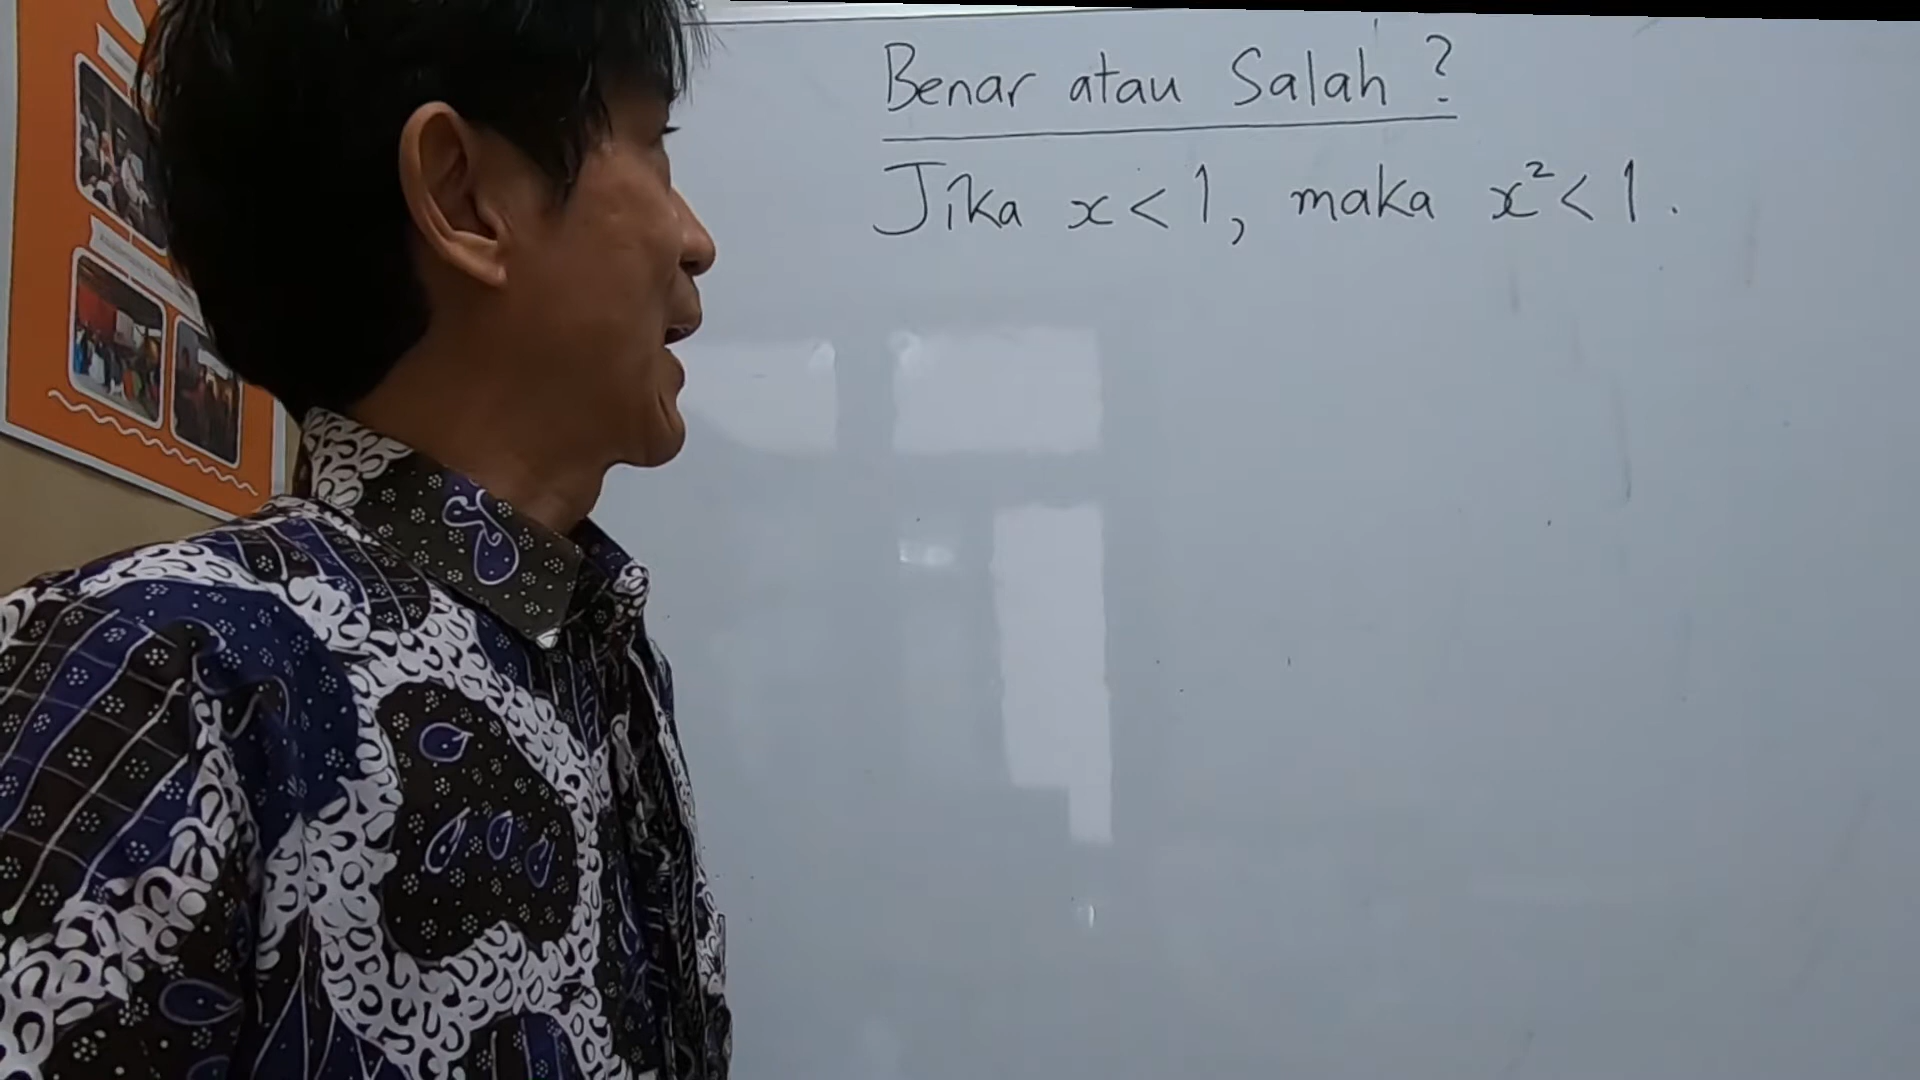 Benar atau Salah ?
Jika x < 1, maka x² < 1.